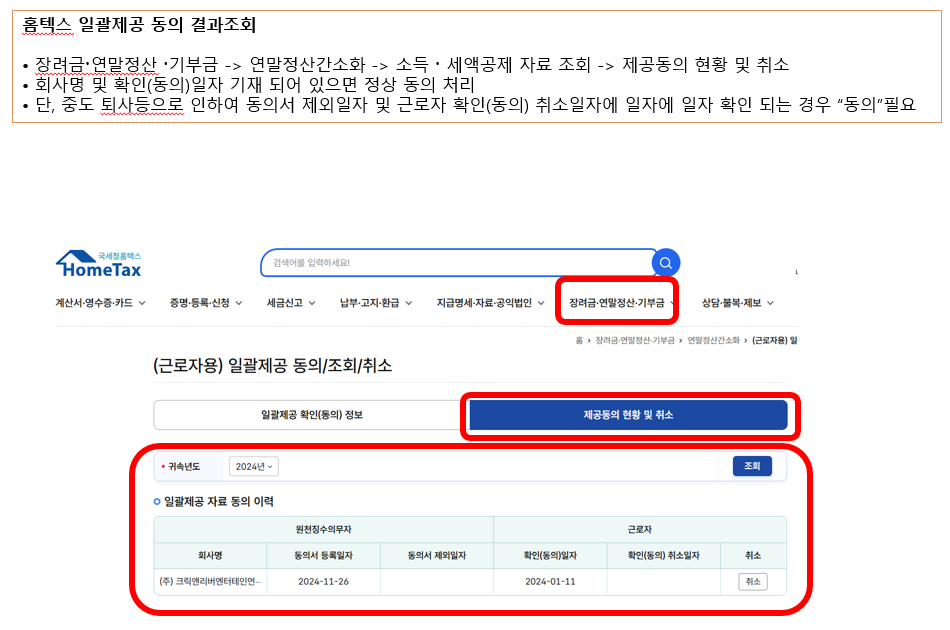 홈텍스 일괄제공 동의 결과조회
• 장려금·연말정산 ·기부금 -> 연말정산간소화 -> 소득 · 세액공제 자료 조회 -> 제공동의 현황 및 취소
• 회사명 및 확인(동의)일자 기재 되어 있으면 정상 동의 처리
• 단, 중도 퇴사등으로 인하여 동의서 제외일자 및 근로자 확인(동의) 취소일자에 일자에 일자 확인 되는 경우 “동의”필요
국세청홈택스
HomeTax
검색어를 입력하세요!
계산서·영수증·카드 증명·등록·신청 세금신고 납부·고지·환급 지급명세·자료·공익법인 장려금·연말정산·기부금 상담·불복·제보
홈 > 장려금·연말정산·기부금 > 연말정산간소화 > (근로자용) 일
(근로자용) 일괄제공 동의/조회/취소
일괄제공 확인(동의) 정보 제공동의 현황 및 취소
• 귀속년도 2024년 조회
일괄제공 자료 동의 이력
원천징수의무자 근로자
회사명 동의서 등록일자 동의서 제외일자 확인(동의)일자 확인(동의) 취소일자 취소
(주) 크릭앤리버엔터테인먼... 2024-11-26 2024-01-11 취소